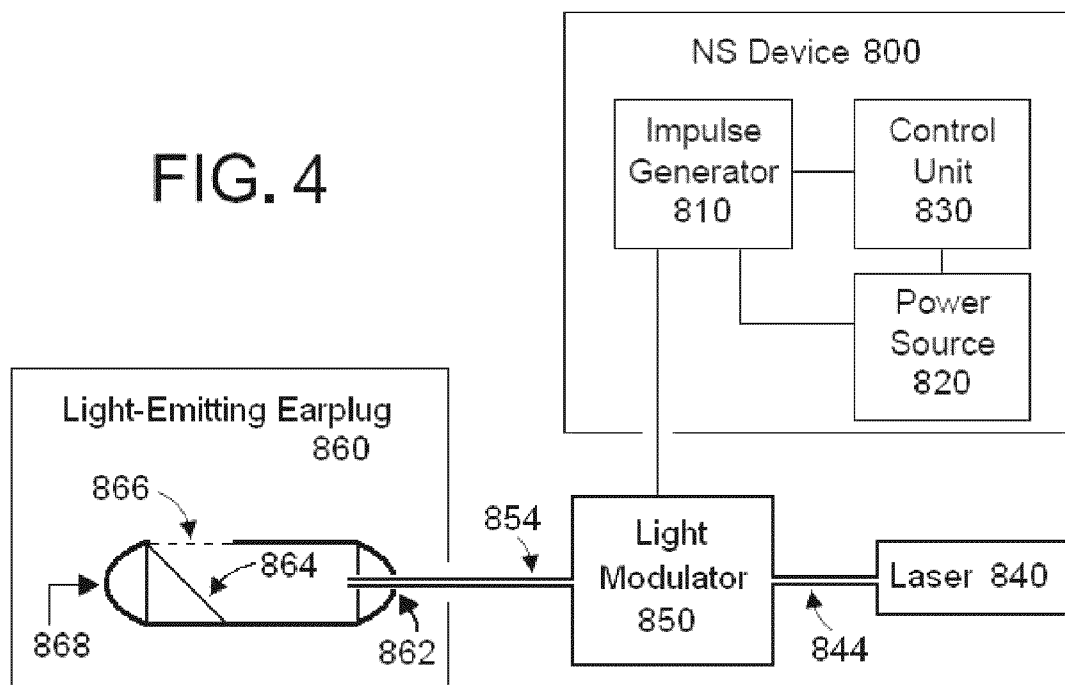 FIG. 4
NS Device 800
Impulse
Generator
810
Control
Unit
830
Power
Source
820
Light-Emitting Earplug
860
866
864
868
862
854
Light
Modulator
850
844
Laser 840